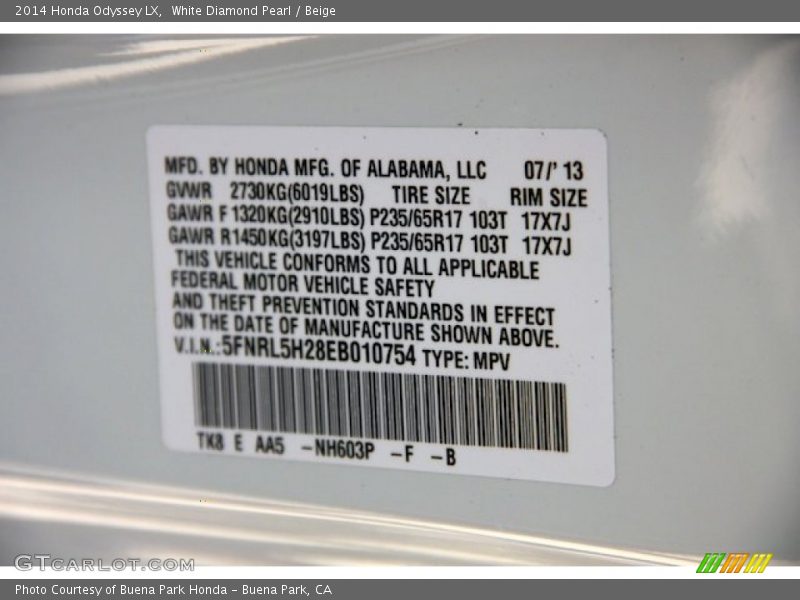 2014 Honda Odyssey LX, White Diamond Pearl / Beige
MFD. BY HONDA MFG. OF ALABAMA, LLC 07/' 13
GVWR 2730KG(6019LBS) TIRE SIZE RIM SIZE
GAWR F 1320KG(2910LBS) P235/65R17 103T 17X7J
GAWR R1450KG(3197LBS) P235/65R17 103T 17X7J
THIS VEHICLE CONFORMS TO ALL APPLICABLE
FEDERAL MOTOR VEHICLE SAFETY
AND THEFT PREVENTION STANDARDS IN EFFECT
ON THE DATE OF MANUFACTURE SHOWN ABOVE.
V.I.N.:5FNRL5H28EB010754 TYPE: MPV
TK8 E AA5 -NH603P -F -B
GTCARLOT.COM
Photo Courtesy of Buena Park Honda - Buena Park, CA